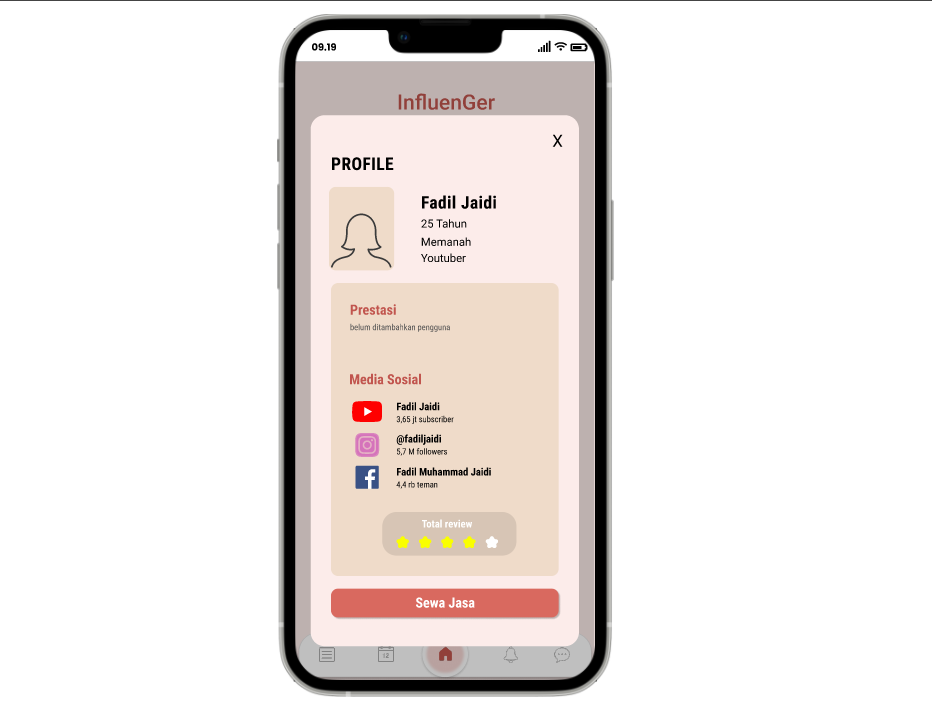 09.19
InfluenGer
X
PROFILE
Fadil Jaidi
25 Tahun
Memanah
Youtuber
Prestasi
belum ditambahkan pengguna
Media Sosial
Fadil Jaidi
3,65 jt subscriber
@fadiljaidi
5,7 M followers
Fadil Muhammad Jaidi
4,4 rb teman
Total review
Sewa Jasa
12